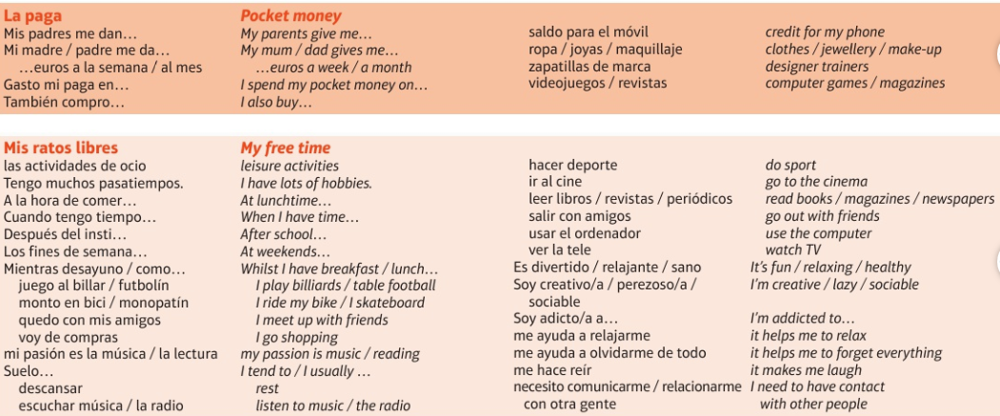 La paga Pocket money
Mis padres me dan… My parents give me…
Mi madre / padre me da… My mum / dad gives me…
…euros a la semana / al mes …euros a week / a month
Gasto mi paga en… I spend my pocket money on…
También compro… I also buy…
saldo para el móvil credit for my phone
ropa / joyas / maquillaje clothes / jewellery / make-up
zapatillas de marca designer trainers
videojuegos / revistas computer games / magazines
Mis ratos libres My free time
las actividades de ocio leisure activities
Tengo muchos pasatiempos. I have lots of hobbies.
A la hora de comer… At lunchtime…
Cuando tengo tiempo… When I have time…
Después del insti… After school…
Los fines de semana… At weekends…
Mientras desayuno / como… Whilst I have breakfast / lunch…
juego al billar / futbolín I play billiards / table football
monto en bici / monopatín I ride my bike / I skateboard
quedo con mis amigos I meet up with friends
voy de compras I go shopping
mi pasión es la música / la lectura my passion is music / reading
Suelo… I tend to / I usually …
descansar rest
escuchar música / la radio listen to music / the radio
hacer deporte do sport
ir al cine go to the cinema
leer libros / revistas / periódicos read books / magazines / newspapers
salir con amigos go out with friends
usar el ordenador use the computer
ver la tele watch TV
Es divertido / relajante / sano It's fun / relaxing / healthy
Soy creativo/a / perezoso/a / I'm creative / lazy / sociable
sociable
Soy adicto/a a… I'm addicted to…
me ayuda a relajarme it helps me to relax
me ayuda a olvidarme de todo it helps me to forget everything
me hace reír it makes me laugh
necesito comunicarme / relacionarme I need to have contact
con otra gente with other people